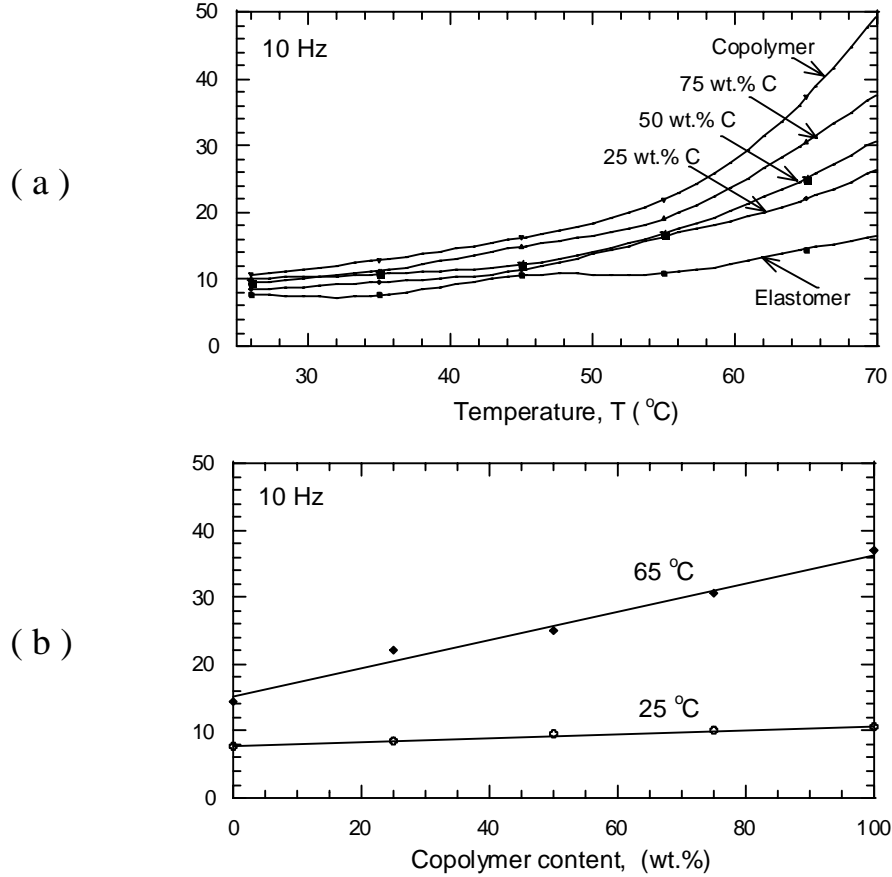 ( a )
50
40
30
20
10
0
10 Hz
Copolymer
75 wt.% C
50 wt.% C
25 wt.% C
Elastomer
30 40 50 60 70
Temperature, T ( °C)
( b )
50
40
30
20
10
0
10 Hz
65 °C
25 °C
0 20 40 60 80 100
Copolymer content, (wt.%)